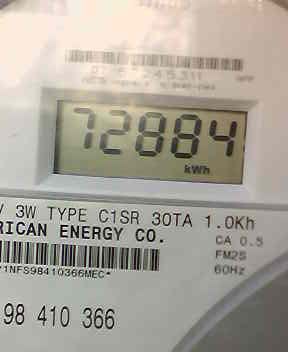 72884
kWh
V 3W TYPE C1SR 30TA 1.0Kh
RICAN ENERGY CO.
CA 0.5
FM2S
60Hz
1NFS98410366MEC*
98 410 366